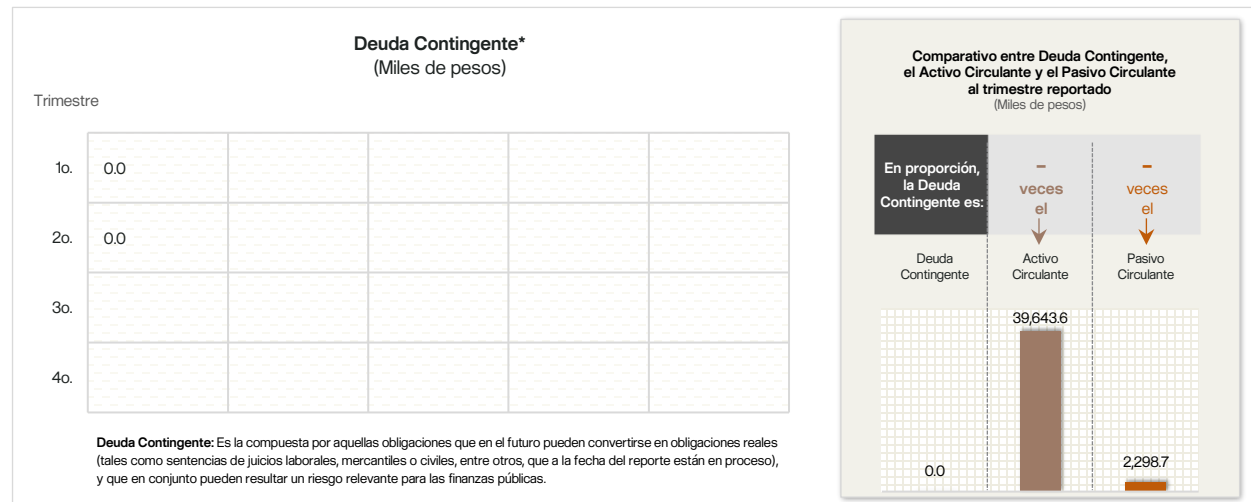 Deuda Contingente*
(Miles de pesos)
Trimestre
1o. 0.0
2o. 0.0
3o.
4o.
Deuda Contingente: Es la compuesta por aquellas obligaciones que en el futuro pueden convertirse en obligaciones reales
(tales como sentencias de juicios laborales, mercantiles o civiles, entre otros, que a la fecha del reporte están en proceso),
y que en conjunto pueden resultar un riesgo relevante para las finanzas públicas.
Comparativo entre Deuda Contingente,
el Activo Circulante y el Pasivo Circulante
al trimestre reportado
(Miles de pesos)
En proporción,
la Deuda
Contingente es:
–
veces
el
–
veces
el
Deuda
Contingente
Activo
Circulante
Pasivo
Circulante
0.0
39,643.6
2,298.7